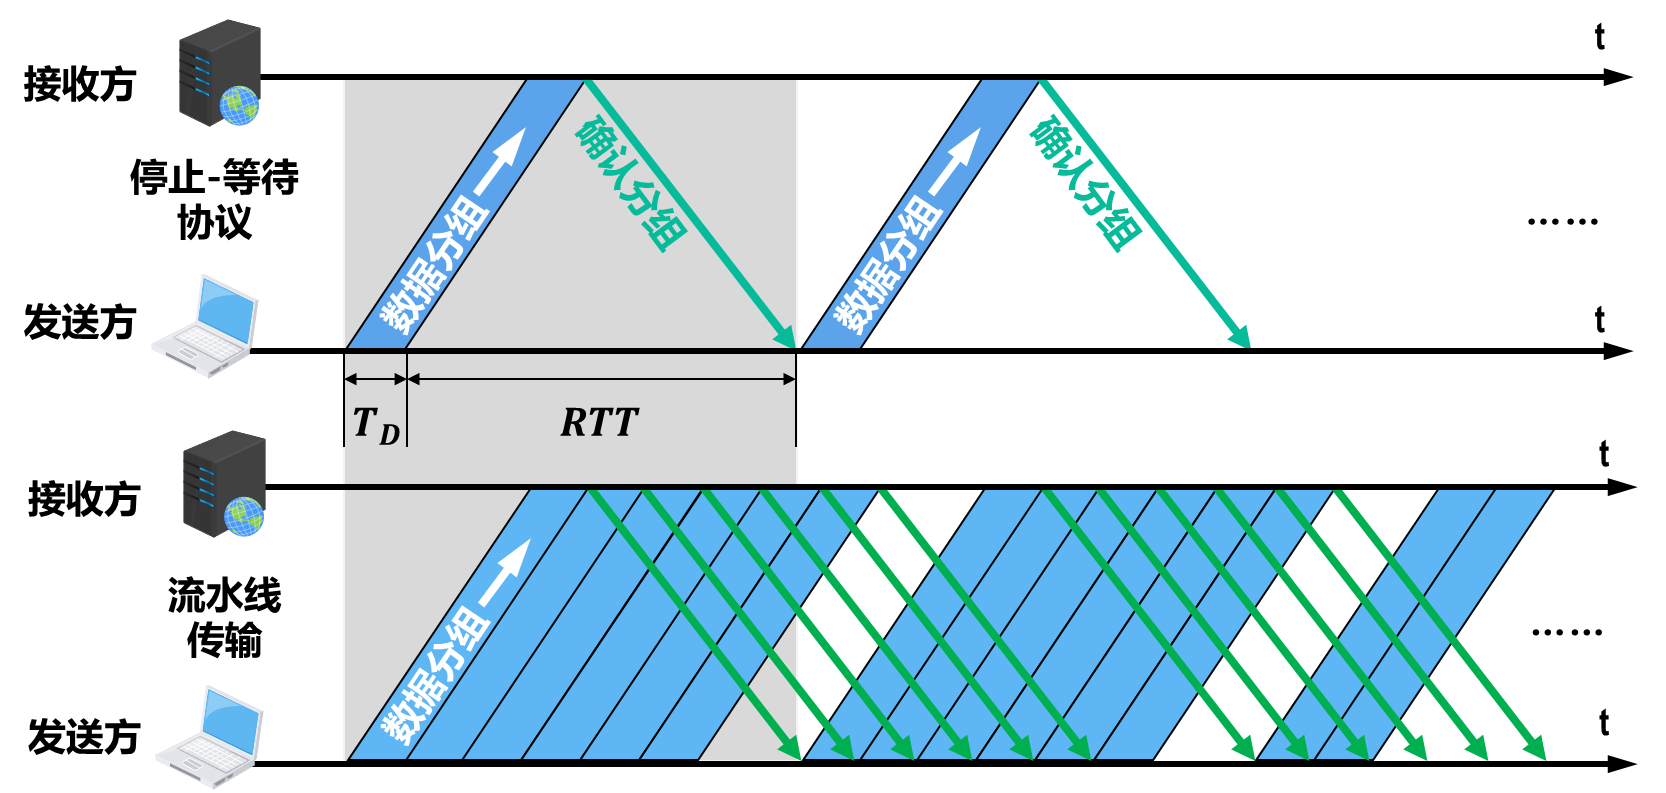 t
接收方
数据分组
确认分组
数据分组
确认分组
停止-等待
协议
……
发送方
t
T_D
RTT
t
接收方
数据分组
流水线
传输
……
发送方
t